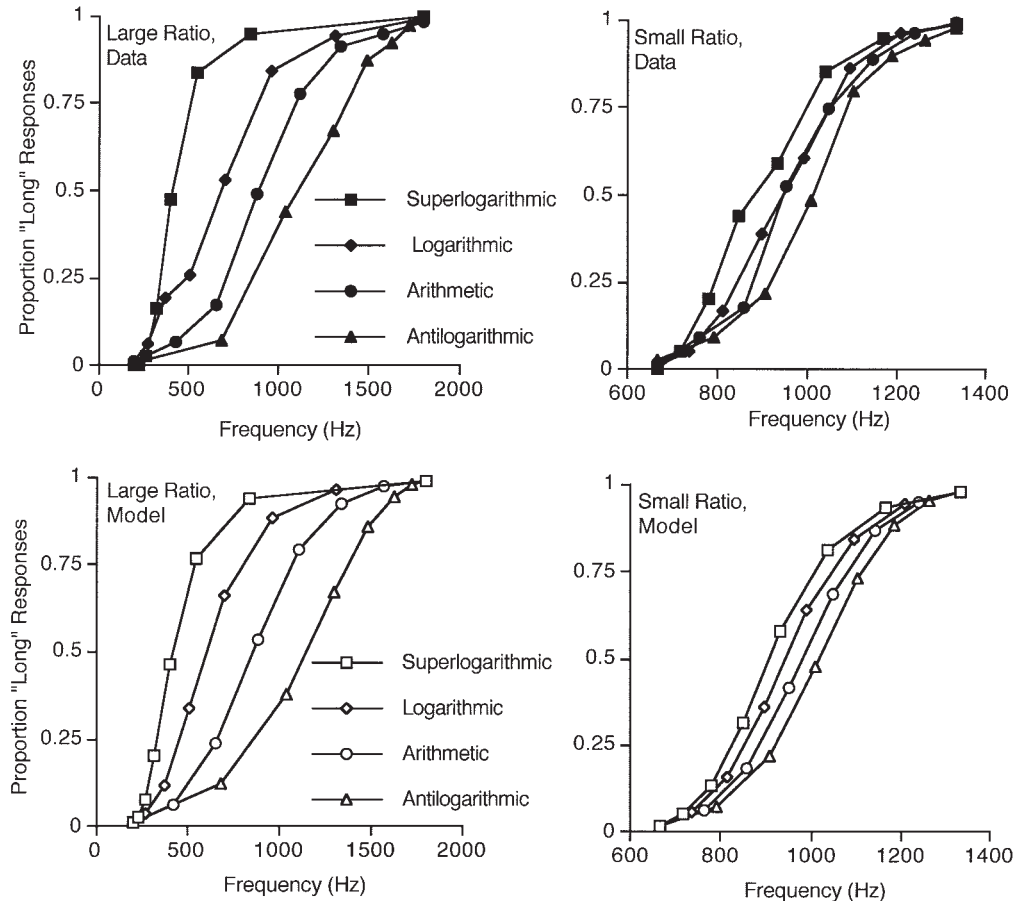 Large Ratio,
Data
1
0.75
0.5
0.25
0
Proportion "Long" Responses
Superlogarithmic
Logarithmic
Arithmetic
Antilogarithmic
0 500 1000 1500 2000
Frequency (Hz)
Small Ratio,
Data
1
0.75
0.5
0.25
0
600 800 1000 1200 1400
Frequency (Hz)
Large Ratio,
Model
1
0.75
0.5
0.25
0
Proportion "Long" Responses
Superlogarithmic
Logarithmic
Arithmetic
Antilogarithmic
0 500 1000 1500 2000
Frequency (Hz)
Small Ratio,
Model
1
0.75
0.5
0.25
0
600 800 1000 1200 1400
Frequency (Hz)